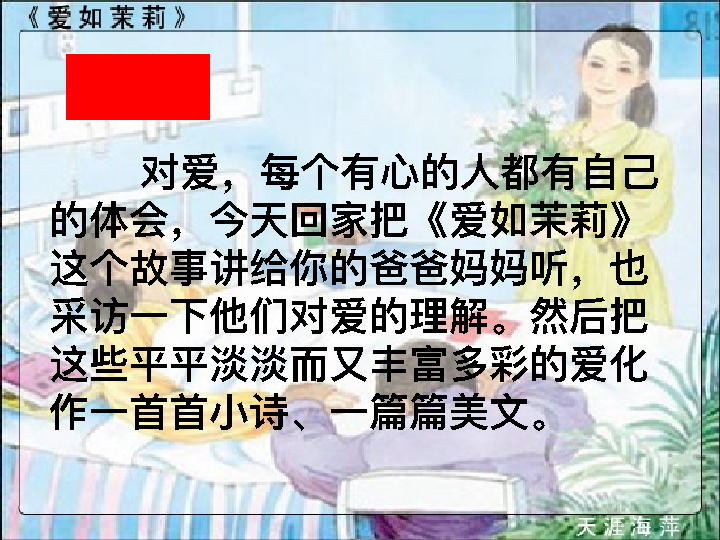 《爱如茉莉》
对爱，每个有心的人都有自己
的体会，今天回家把《爱如茉莉》
这个故事讲给你的爸爸妈妈听，也
采访一下他们对爱的理解。然后把
这些平平淡淡而又丰富多彩的爱化
作一首首小诗、一篇篇美文。
天涯海萍